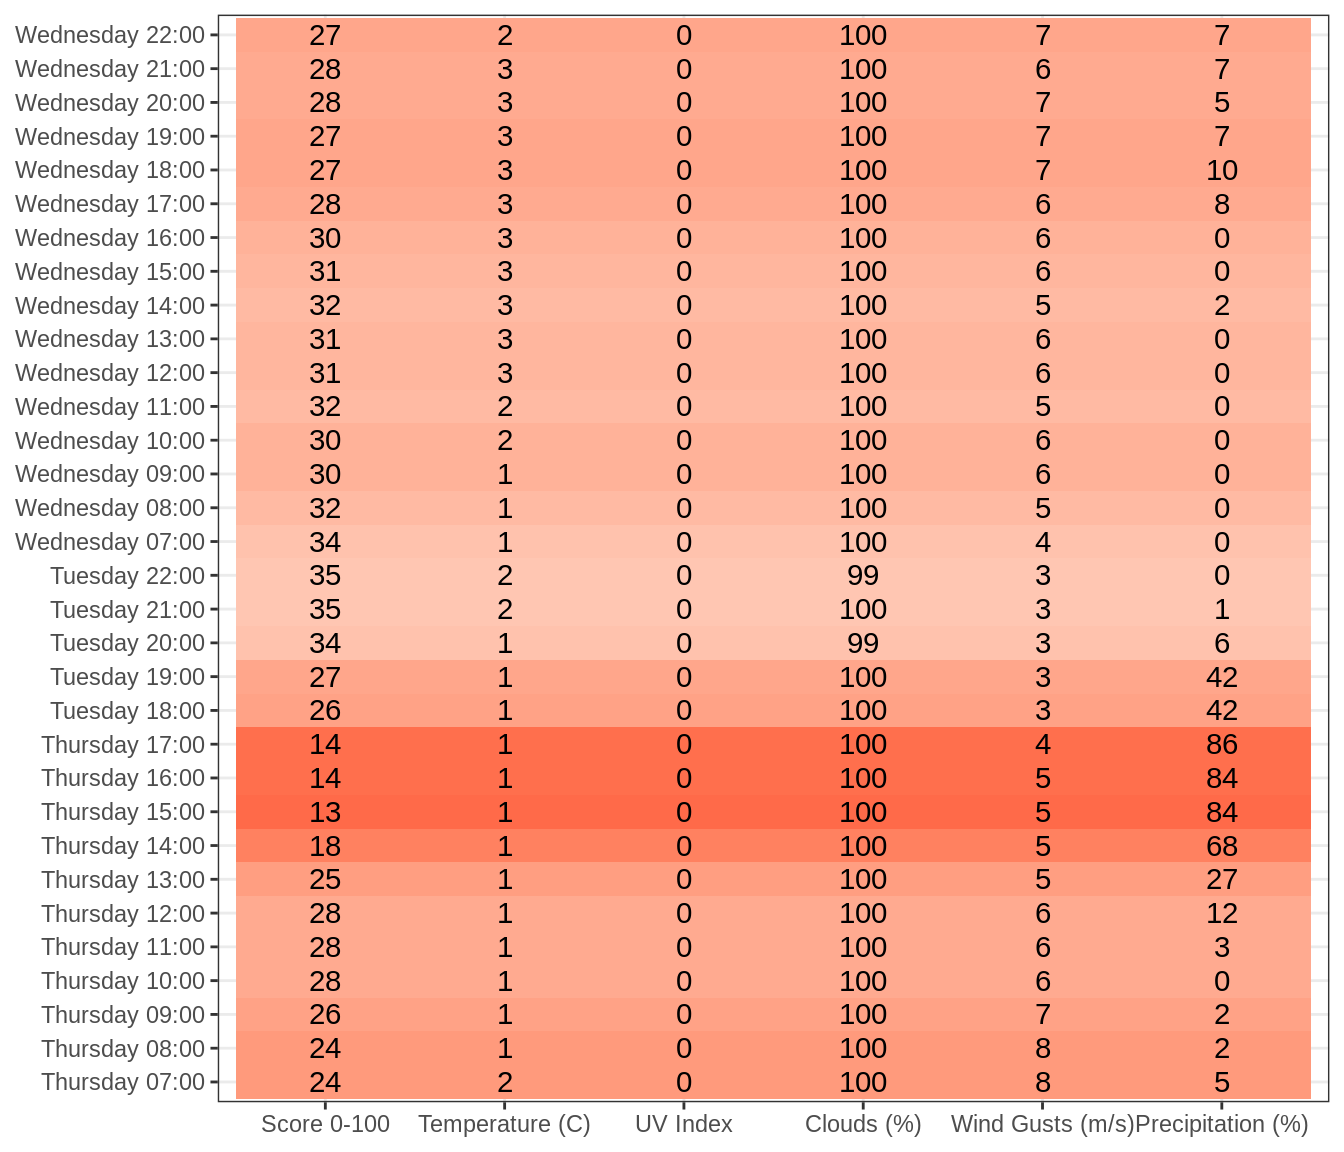 Wednesday 22:00 27 2 0 100 7 7
Wednesday 21:00 28 3 0 100 6 7
Wednesday 20:00 28 3 0 100 7 5
Wednesday 19:00 27 3 0 100 7 7
Wednesday 18:00 27 3 0 100 7 10
Wednesday 17:00 28 3 0 100 6 8
Wednesday 16:00 30 3 0 100 6 0
Wednesday 15:00 31 3 0 100 6 0
Wednesday 14:00 32 3 0 100 5 2
Wednesday 13:00 31 3 0 100 6 0
Wednesday 12:00 31 3 0 100 6 0
Wednesday 11:00 32 2 0 100 5 0
Wednesday 10:00 30 2 0 100 6 0
Wednesday 09:00 30 1 0 100 6 0
Wednesday 08:00 32 1 0 100 5 0
Wednesday 07:00 34 1 0 100 4 0
Tuesday 22:00 35 2 0 99 3 0
Tuesday 21:00 35 2 0 100 3 1
Tuesday 20:00 34 1 0 99 3 6
Tuesday 19:00 27 1 0 100 3 42
Tuesday 18:00 26 1 0 100 3 42
Thursday 17:00 14 1 0 100 4 86
Thursday 16:00 14 1 0 100 5 84
Thursday 15:00 13 1 0 100 5 84
Thursday 14:00 18 1 0 100 5 68
Thursday 13:00 25 1 0 100 5 27
Thursday 12:00 28 1 0 100 6 12
Thursday 11:00 28 1 0 100 6 3
Thursday 10:00 28 1 0 100 6 0
Thursday 09:00 26 1 0 100 7 2
Thursday 08:00 24 1 0 100 8 2
Thursday 07:00 24 2 0 100 8 5
Score 0-100 Temperature (C) UV Index Clouds (%) Wind Gusts (m/s) Precipitation (%)